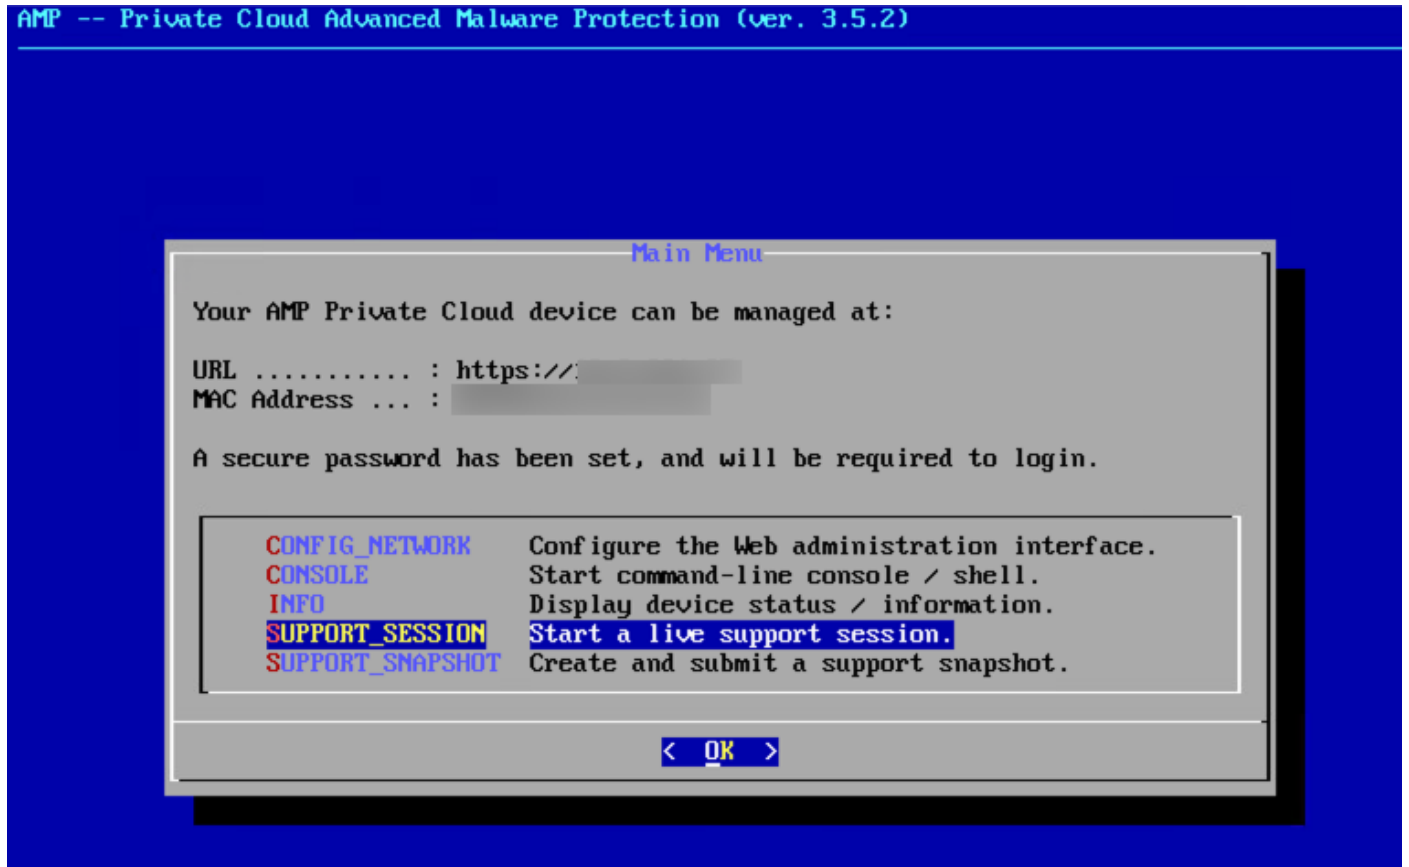 AMP -- Private Cloud Advanced Malware Protection (ver. 3.5.2)
Main Menu
Your AMP Private Cloud device can be managed at:
URL ........... : https://
MAC Address ... :
A secure password has been set, and will be required to login.
CONFIG_NETWORK Configure the Web administration interface.
CONSOLE Start command-line console / shell.
INFO Display device status / information.
SUPPORT_SESSION Start a live support session.
SUPPORT_SNAPSHOT Create and submit a support snapshot.
< OK >